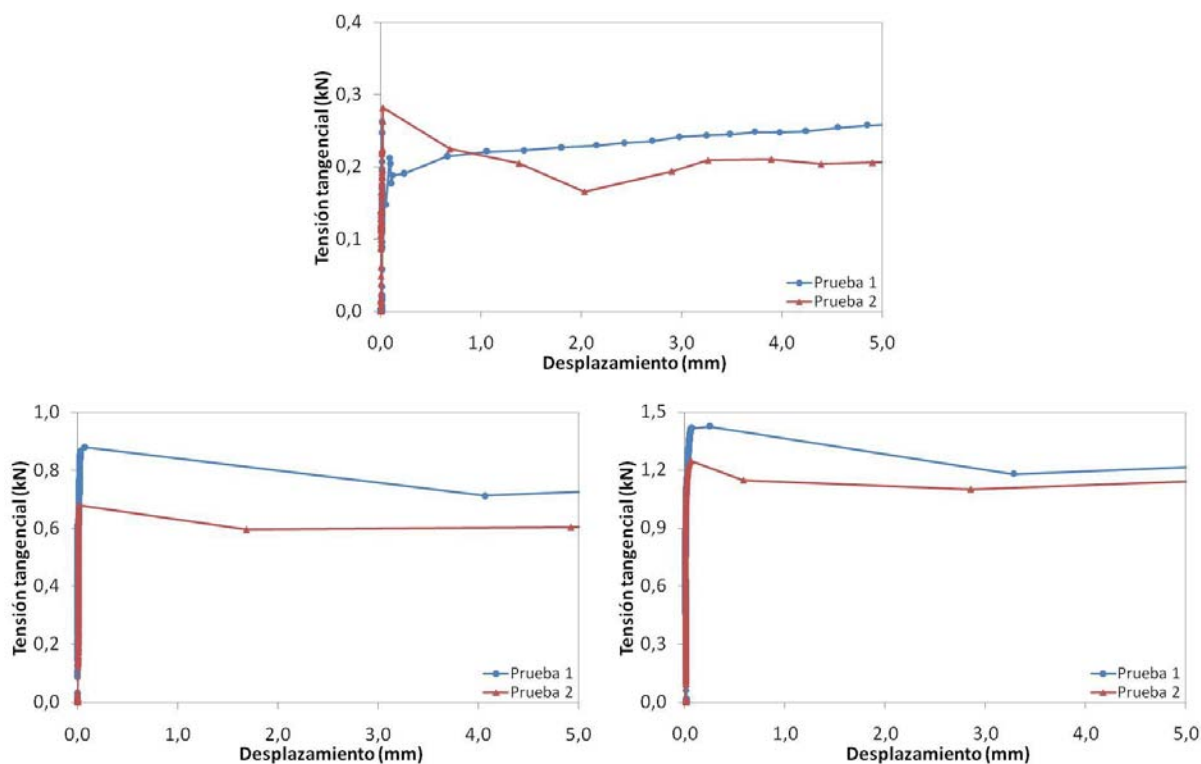 0,4
0,3
0,2
0,1
0,0
Tensión tangencial (kN)
Prueba 1
Prueba 2
0,0 1,0 2,0 3,0 4,0 5,0
Desplazamiento (mm)
1,0
0,8
0,6
0,4
0,2
0,0
Tensión tangencial (kN)
Prueba 1
Prueba 2
0,0 1,0 2,0 3,0 4,0 5,0
Desplazamiento (mm)
1,5
1,2
0,9
0,6
0,3
0,0
Tensión tangencial (kN)
Prueba 1
Prueba 2
0,0 1,0 2,0 3,0 4,0 5,0
Desplazamiento (mm)